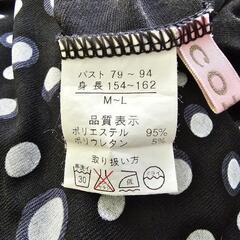 バスト 79 ~ 94
身 長 154~162
M~L
品質表示
ポリエステル 95%
ポリウレタン 5%
取り扱い方
30
co